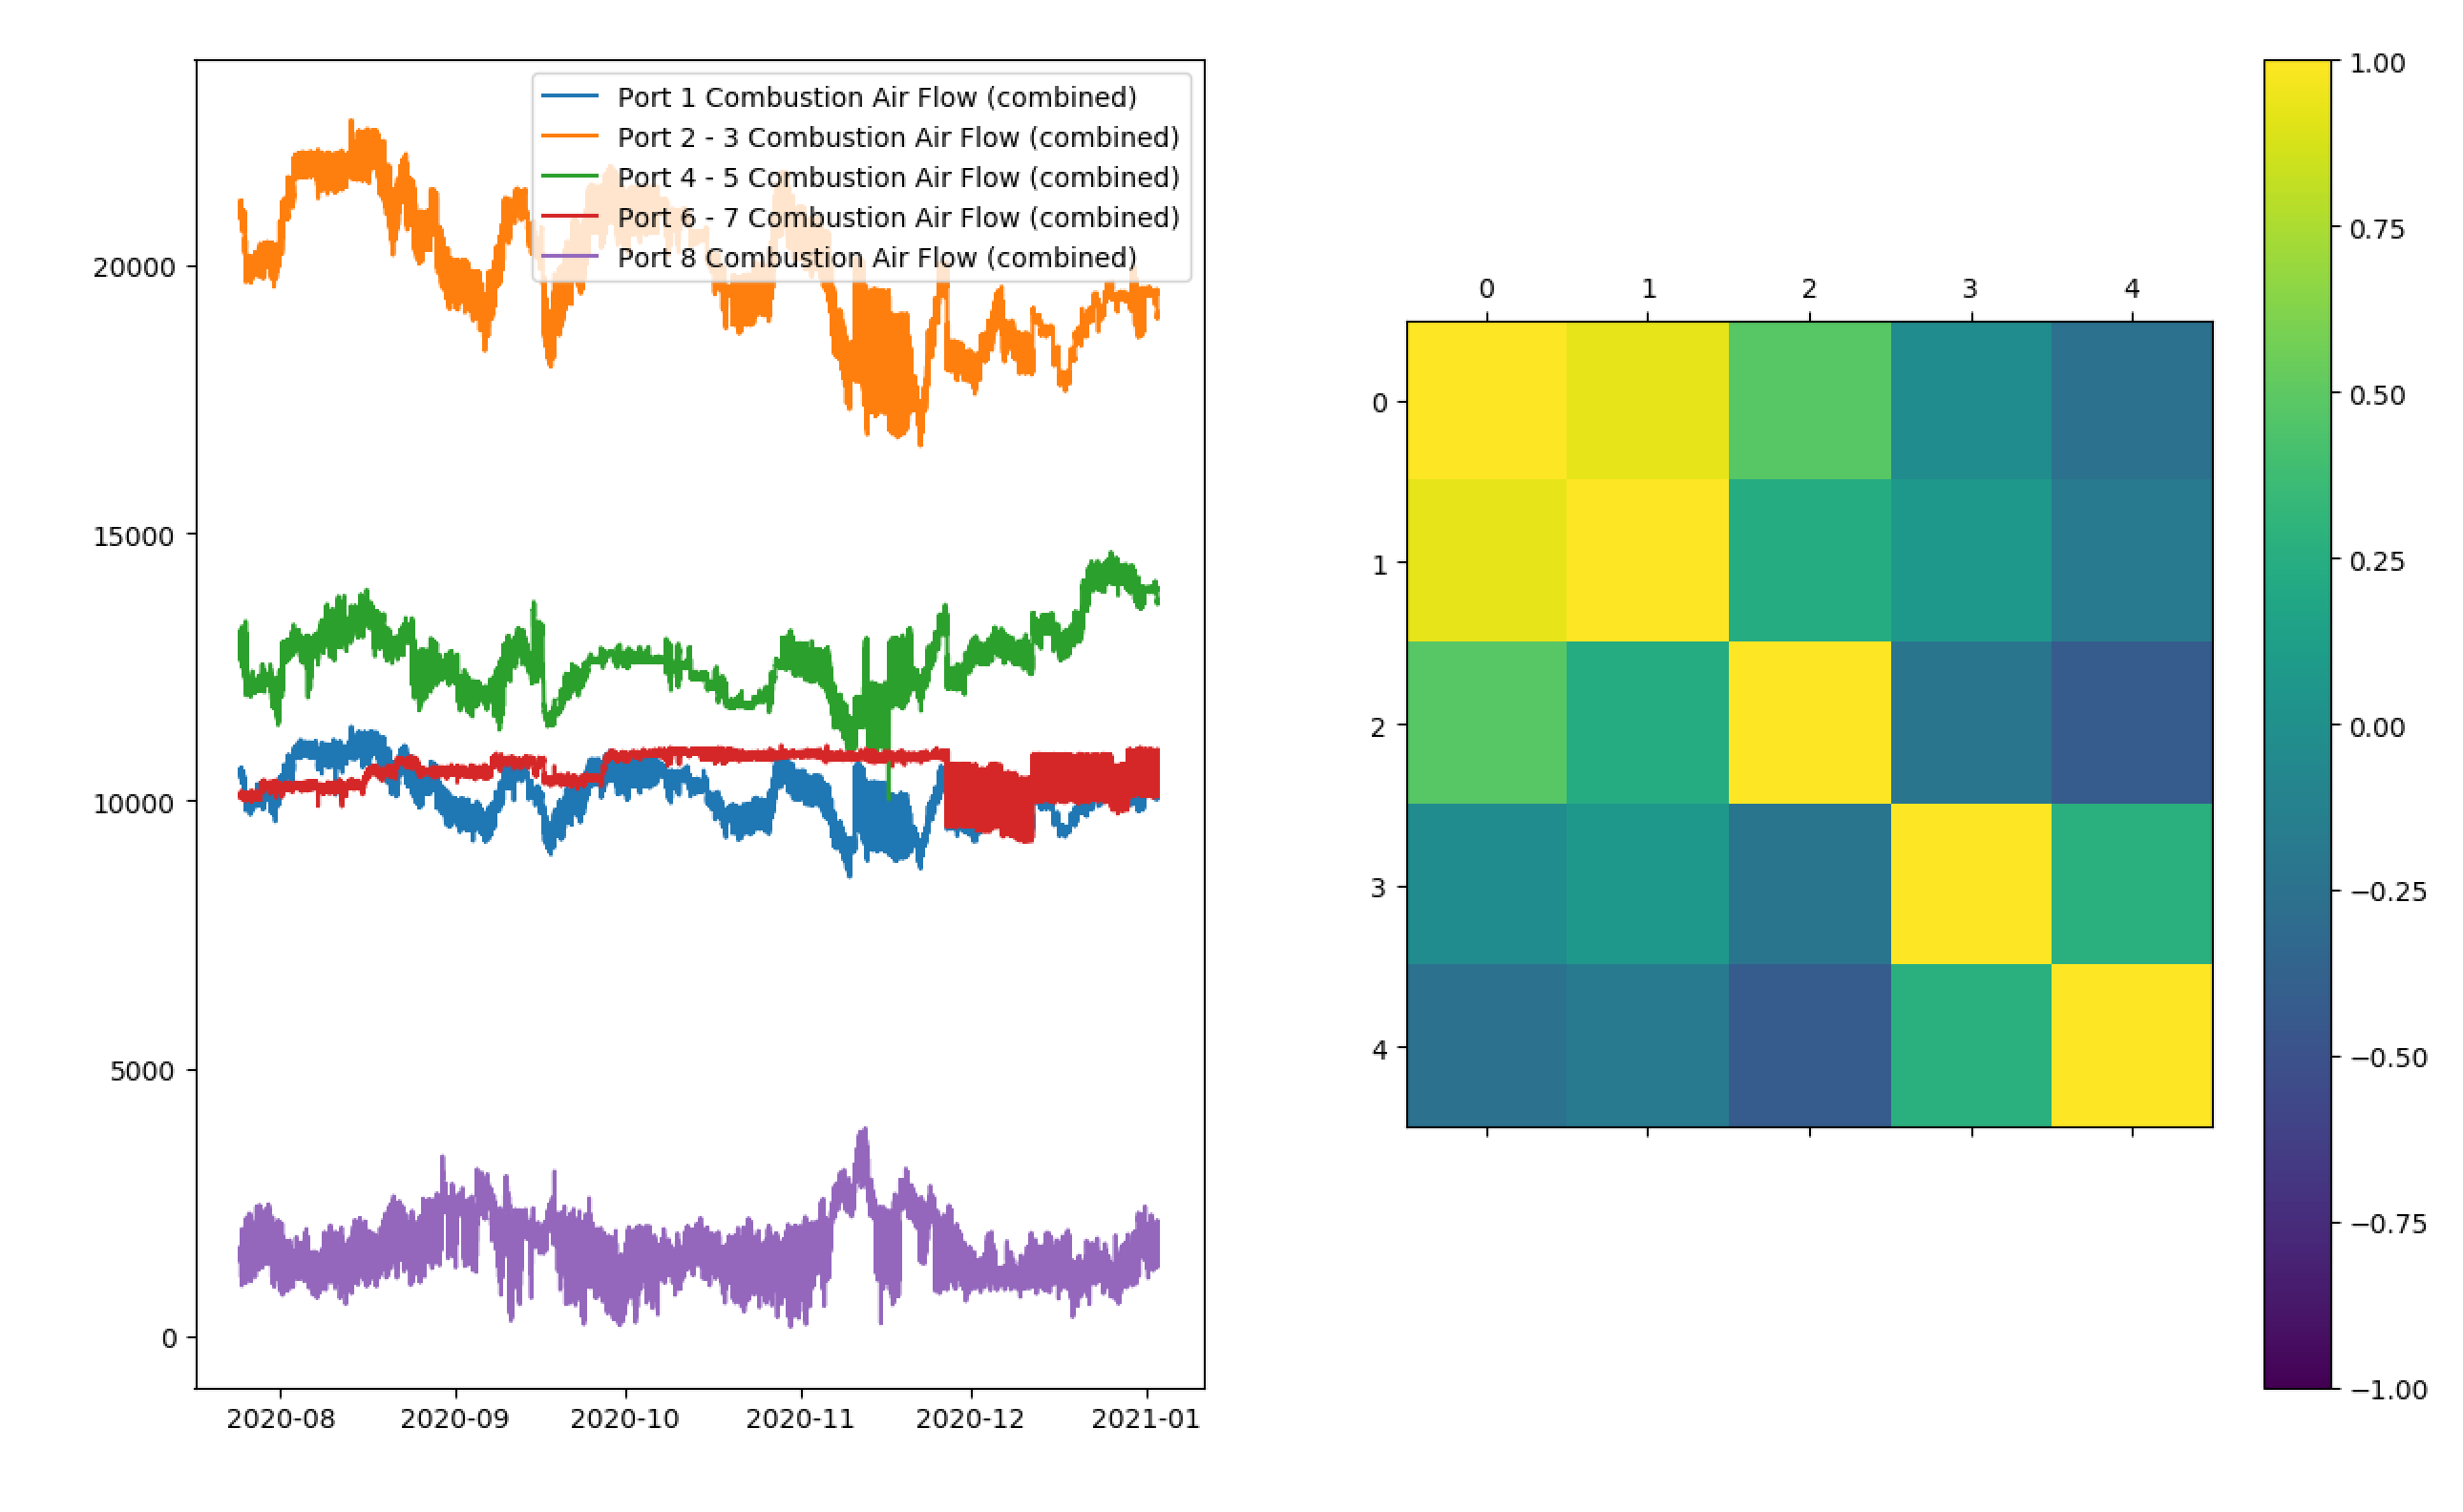 Port 1 Combustion Air Flow (combined)
Port 2 - 3 Combustion Air Flow (combined)
Port 4 - 5 Combustion Air Flow (combined)
Port 6 - 7 Combustion Air Flow (combined)
Port 8 Combustion Air Flow (combined)
20000
15000
10000
5000
0
2020-08 2020-09 2020-10 2020-11 2020-12 2021-01
0 1 2 3 4
0
1
2
3
4
1.00
0.75
0.50
0.25
0.00
−0.25
−0.50
−0.75
−1.00